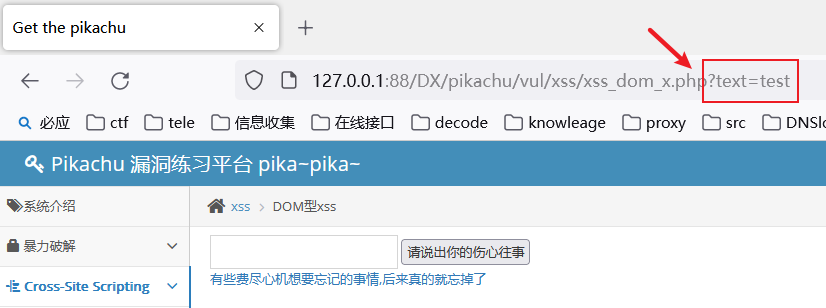 Get the pikachu
127.0.0.1:88/DX/pikachu/vul/xss/xss_dom_x.php?text=test
必应 ctf tele 信息收集 在线接口 decode knowleage proxy src DNSlo
Pikachu 漏洞练习平台 pika~pika~
系统介绍
xss > DOM型xss
暴力破解
请说出你的伤心往事
Cross-Site Scripting
有些费尽心机想要忘记的事情,后来真的就忘掉了